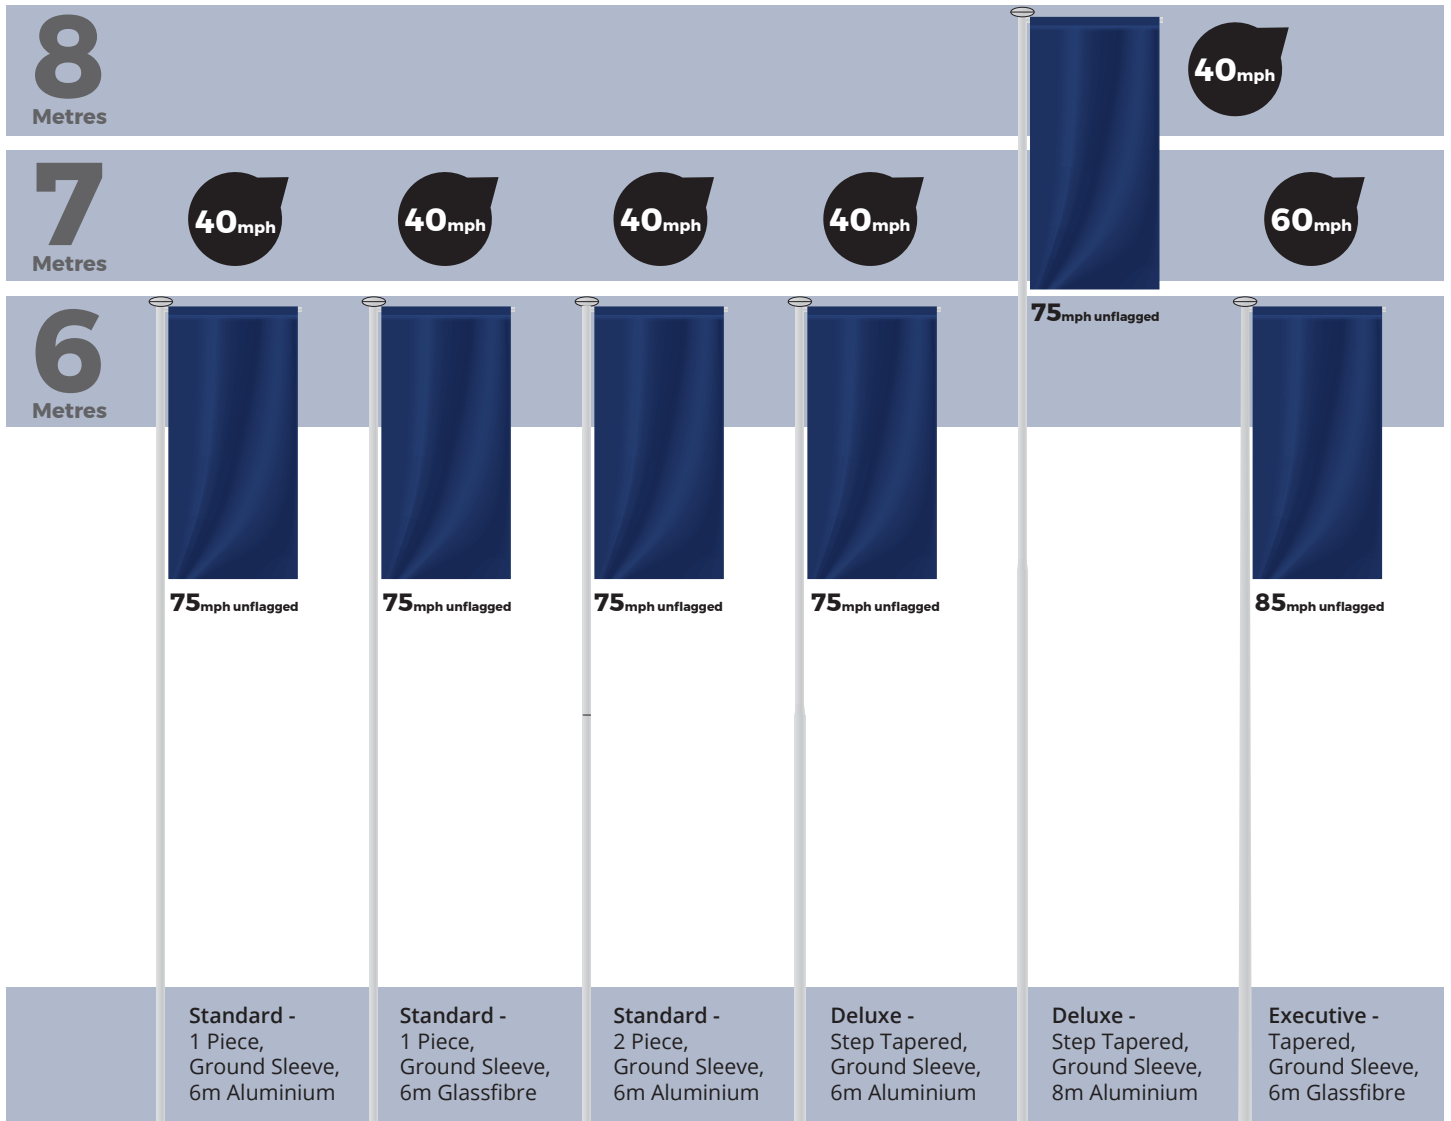 8
Metres
40mph
7
Metres
40mph
40mph
40mph
40mph
60mph
6
Metres
75mph unflagged
75mph unflagged
75mph unflagged
75mph unflagged
75mph unflagged
85mph unflagged
Standard -
1 Piece,
Ground Sleeve,
6m Aluminium
Standard -
1 Piece,
Ground Sleeve,
6m Glassfibre
Standard -
2 Piece,
Ground Sleeve,
6m Aluminium
Deluxe -
Step Tapered,
Ground Sleeve,
6m Aluminium
Deluxe -
Step Tapered,
Ground Sleeve,
8m Aluminium
Executive -
Tapered,
Ground Sleeve,
6m Glassfibre